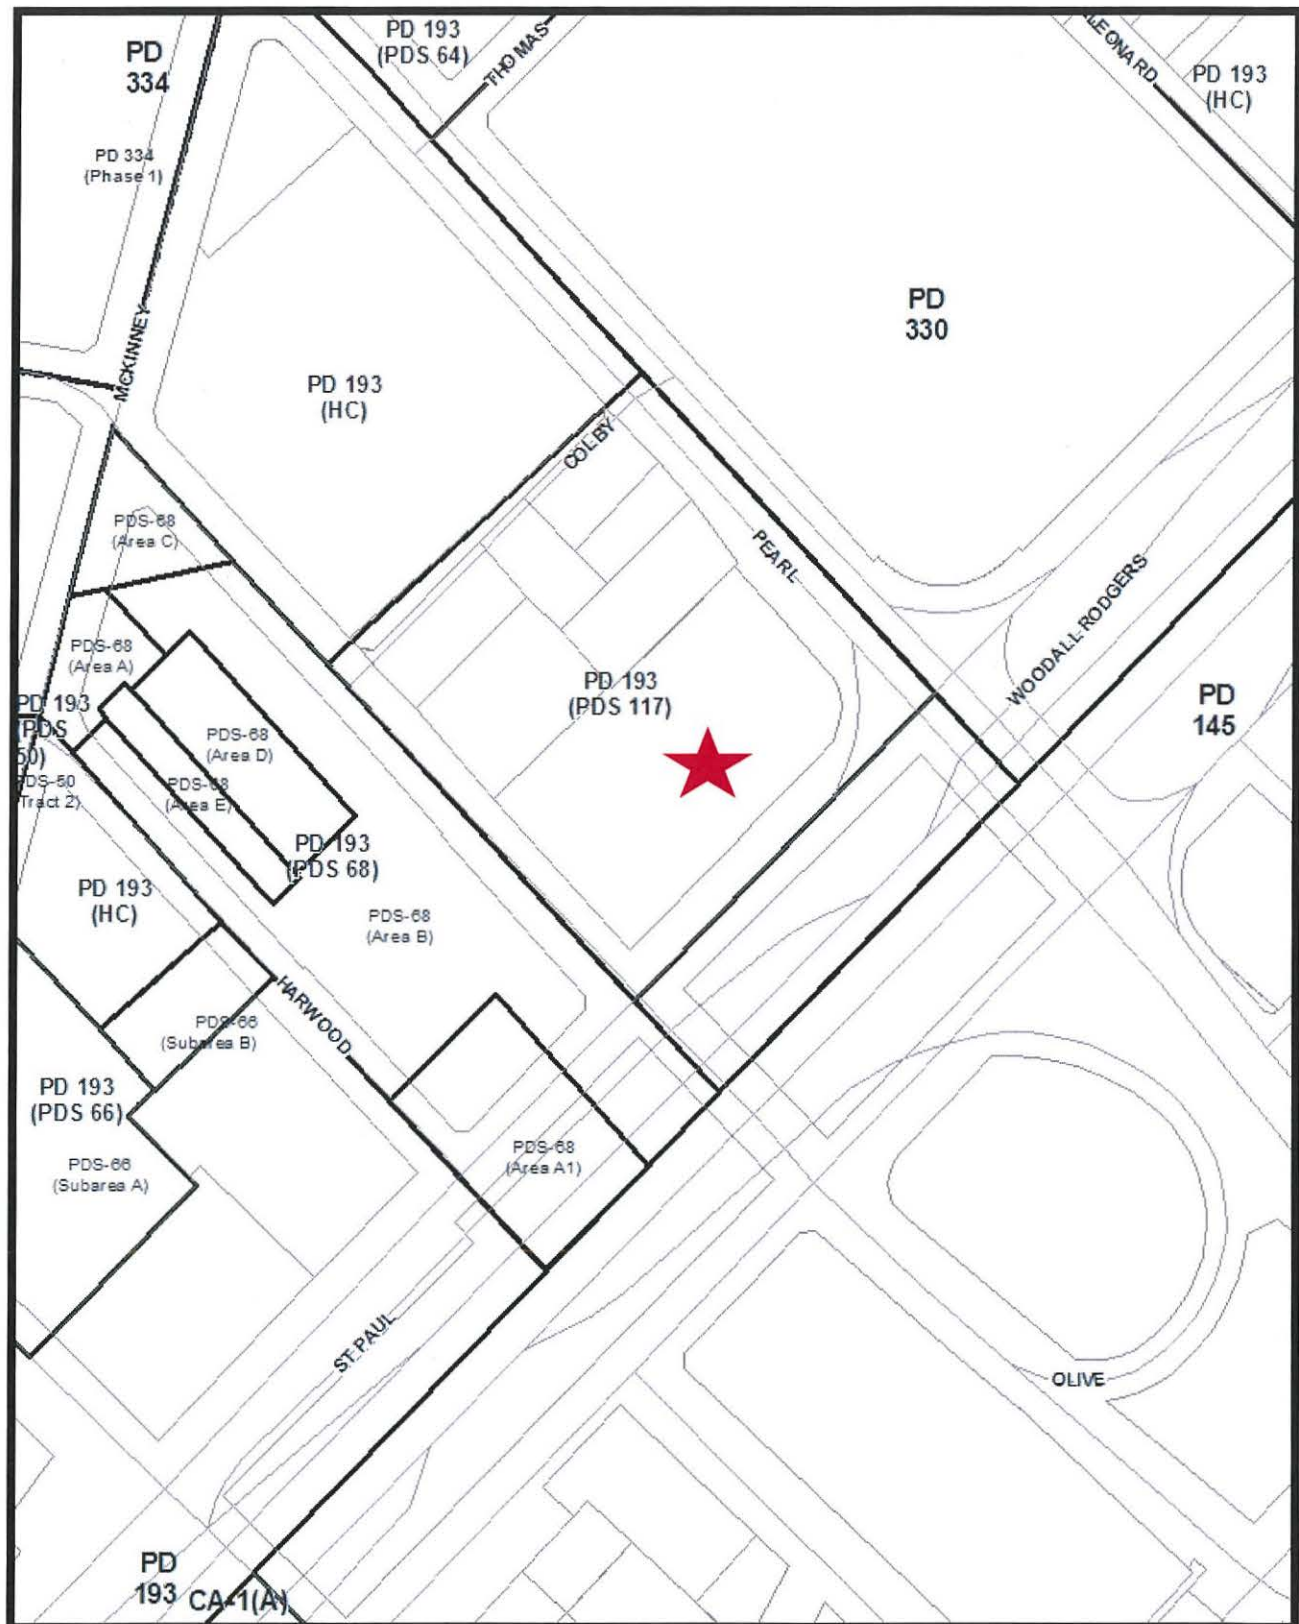 PD 193
(PDS 64)
THOMAS
LEONARD
PD 193
(HC)
PD
334
PD 334
(Phase 1)
PD
330
MCKINNEY
PD 193
(HC)
COLBY
PEARL
WOODALL RODGERS
PDS-68
(Area C)
PDS-68
(Area A)
PD 193
(PDS
50)
PDS-50
Tract 2)
PDS-68
(Area D)
PDS-68
(Area E)
PD 193
(PDS 68)
PD 193
(PDS 117)
PD
145
PD 193
(HC)
PDS-68
(Area B)
HARWOOD
PDS-66
(Subarea B)
PD 193
(PDS 66)
PDS-66
(Subarea A)
PDS-68
(Area A1)
ST PAUL
OLIVE
PD
193
CA-1(A)